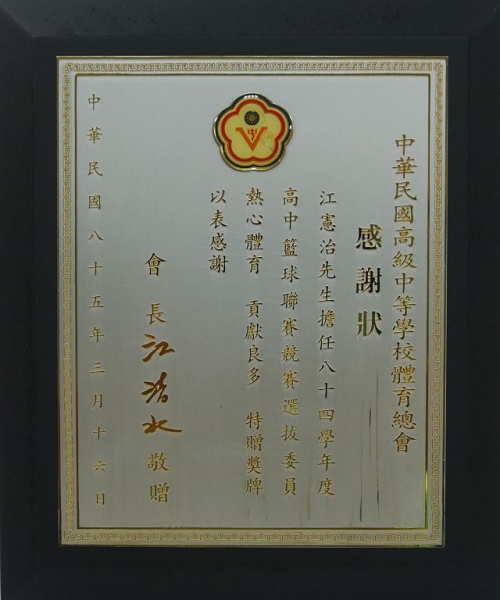 中華民國高級中等學校體育總會
感謝狀
江憲治先生擔任八十四學年度
高中籃球聯賽競賽選拔委員
熱心體育 貢獻良多 特贈獎牌
以表感謝
會長 江清水 敬贈
中華民國八十五年三月十六日